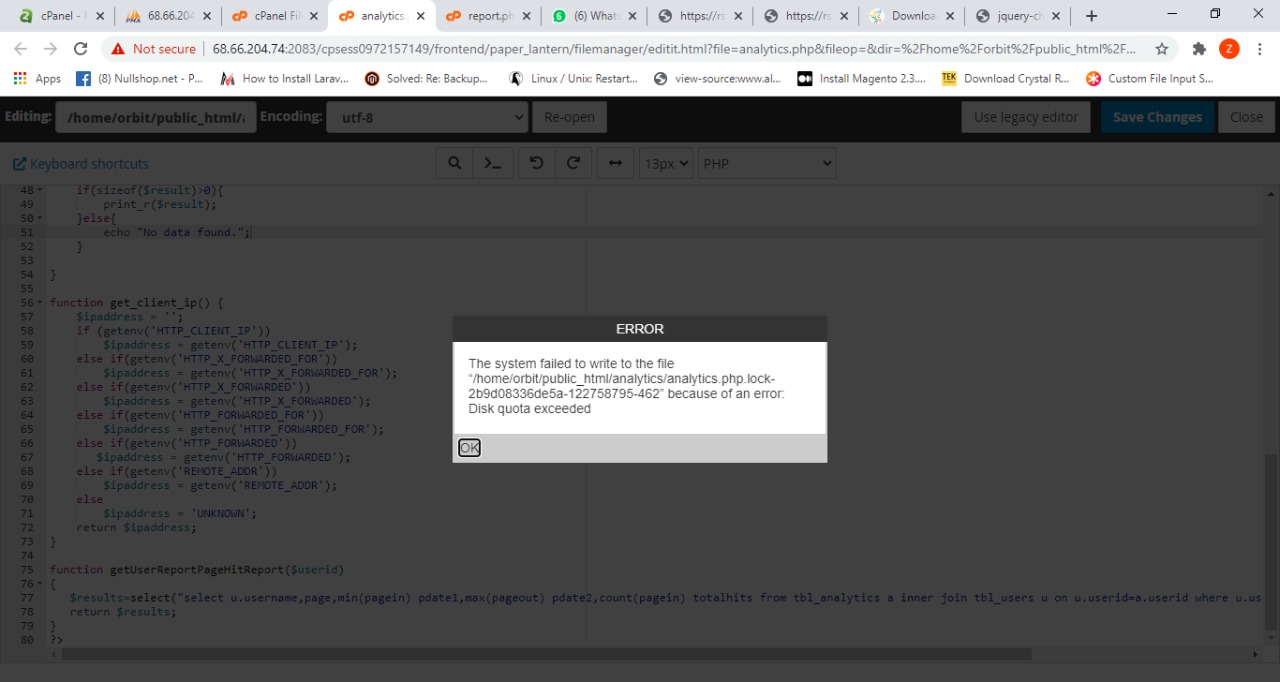 cPanel - M
68.66.204
cPanel Fil
analytics.
report.ph
6
(6) Whats
https://rs
https://rs
Downloa
jquery-ch
Not secure
68.66.204.74:2083/cpsess0972157149/frontend/paper_lantern/filemanager/editit.html?file=analytics.php&fileop=&dir=%2Fhome%2Forbit%2Fpublic_html%2F...
Z
Apps
(8) Nullshop.net - P...
How to Install Larav...
Solved: Re: Backup...
Linux / Unix: Restart...
view-source:www.al...
Install Magento 2.3....
TEK
Download Crystal R...
Custom File Input S...
Editing:
/home/orbit/public_html/a
Encoding:
utf-8
Re-open
Use legacy editor
Save Changes
Close
Keyboard shortcuts
13px
PHP
48 if(sizeof($result)>0){
49 print_r($result);
50 }else{
51 echo "No data found.";
52 }
53
54 }
55
56 function get_client_ip() {
57 $ipaddress = '';
58 if (getenv('HTTP_CLIENT_IP'))
59 $ipaddress = getenv('HTTP_CLIENT_IP');
60 else if(getenv('HTTP_X_FORWARDED_FOR'))
61 $ipaddress = getenv('HTTP_X_FORWARDED_FOR');
62 else if(getenv('HTTP_X_FORWARDED'))
63 $ipaddress = getenv('HTTP_X_FORWARDED');
64 else if(getenv('HTTP_FORWARDED_FOR'))
65 $ipaddress = getenv('HTTP_FORWARDED_FOR');
66 else if(getenv('HTTP_FORWARDED'))
67 $ipaddress = getenv('HTTP_FORWARDED');
68 else if(getenv('REMOTE_ADDR'))
69 $ipaddress = getenv('REMOTE_ADDR');
70 else
71 $ipaddress = 'UNKNOWN';
72 return $ipaddress;
73 }
74
75 function getUserReportPageHitReport($userid)
76 {
77 $results=select("select u.username,page,min(pagein) pdate1,max(pageout) pdate2,count(pagein) totalhits from tbl_analytics a inner join tbl_users u on u.userid=a.userid where u.us
78 return $results;
79 }
80 ?>
ERROR
The system failed to write to the file
“/home/orbit/public_html/analytics/analytics.php.lock-
2b9d08336de5a-122758795-462” because of an error:
Disk quota exceeded
OK